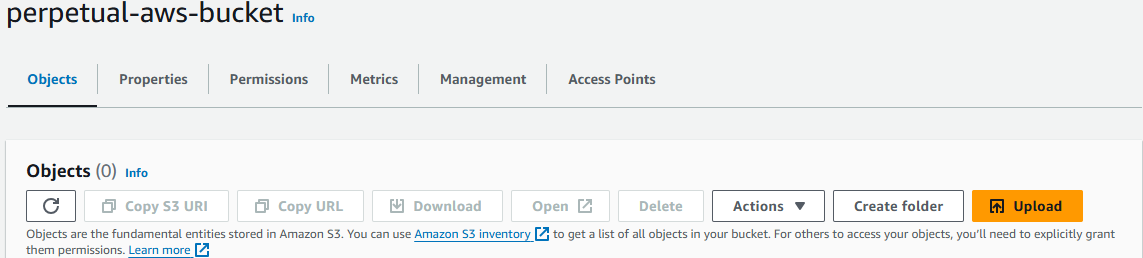 perpetual-aws-bucket Info
Objects Properties Permissions Metrics Management Access Points
Objects (0) Info
Copy S3 URI Copy URL Download Open Delete Actions Create folder Upload
Objects are the fundamental entities stored in Amazon S3. You can use Amazon S3 inventory to get a list of all objects in your bucket. For others to access your objects, you'll need to explicitly grant
them permissions. Learn more